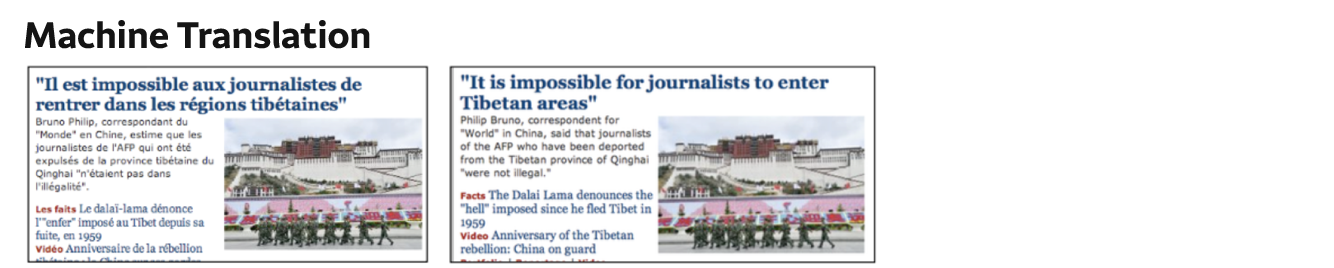 Machine Translation
"Il est impossible aux journalistes de
rentrer dans les régions tibétaines"
Bruno Philip, correspondant du
"Monde" en Chine, estime que les
journalistes de l'AFP qui ont été
expulsés de la province tibétaine du
Qinghai "n'étaient pas dans
l'illégalité".
Les faits Le dalaï-lama dénonce
l'"enfer" imposé au Tibet depuis sa
fuite, en 1959
Vidéo Anniversaire de la rébellion
"It is impossible for journalists to enter
Tibetan areas"
Philip Bruno, correspondent for
"World" in China, said that journalists
of the AFP who have been deported
from the Tibetan province of Qinghai
"were not illegal."
Facts The Dalai Lama denounces the
"hell" imposed since he fled Tibet in
1959
Video Anniversary of the Tibetan
rebellion: China on guard